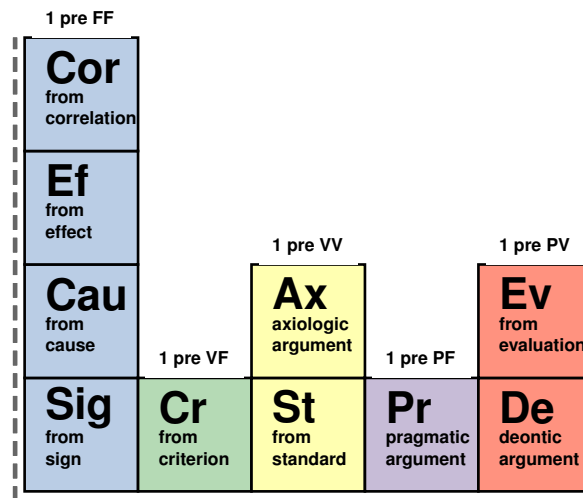 1 pre FF
Cor
from
correlation
Ef
from
effect
1 pre VV
1 pre PV
Cau
from
cause
Ax
axiologic
argument
Ev
from
evaluation
1 pre VF
1 pre PF
Sig
from
sign
Cr
from
criterion
St
from
standard
Pr
pragmatic
argument
De
deontic
argument